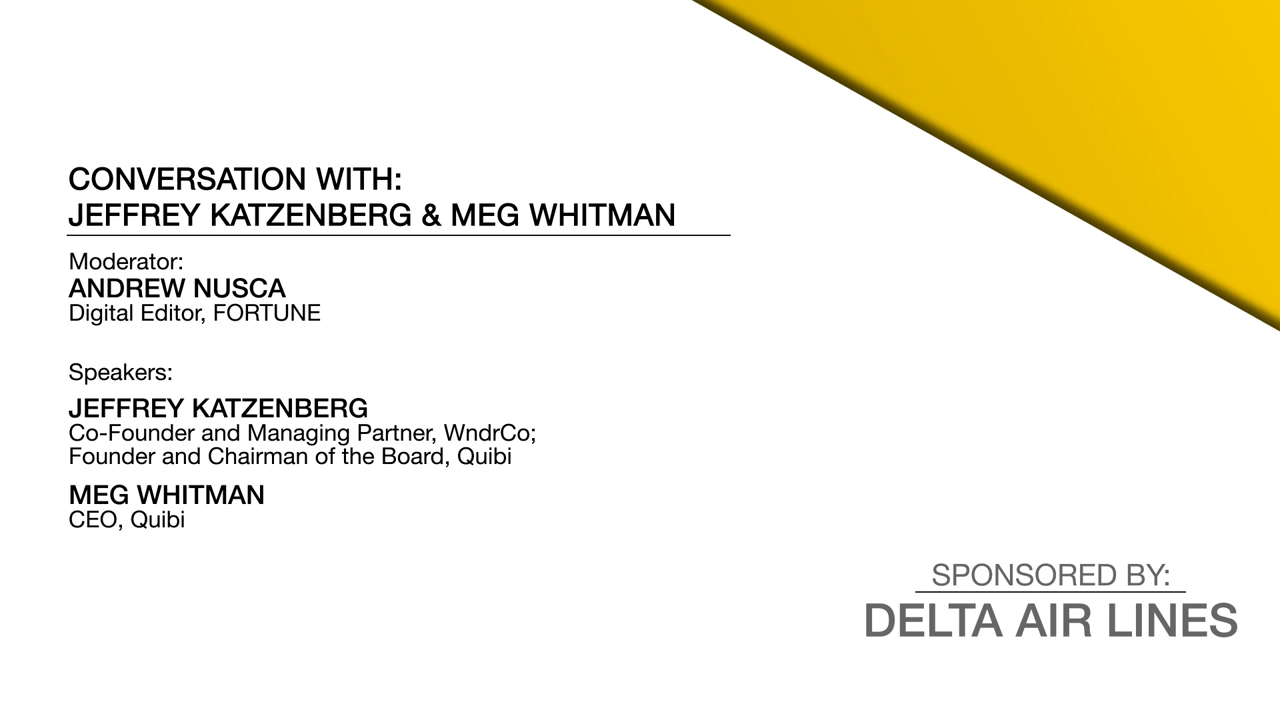 CONVERSATION WITH:
JEFFREY KATZENBERG & MEG WHITMAN
Moderator:
ANDREW NUSCA
Digital Editor, FORTUNE
Speakers:
JEFFREY KATZENBERG
Co-Founder and Managing Partner, WndrCo;
Founder and Chairman of the Board, Quibi
MEG WHITMAN
CEO, Quibi
SPONSORED BY:
DELTA AIR LINES